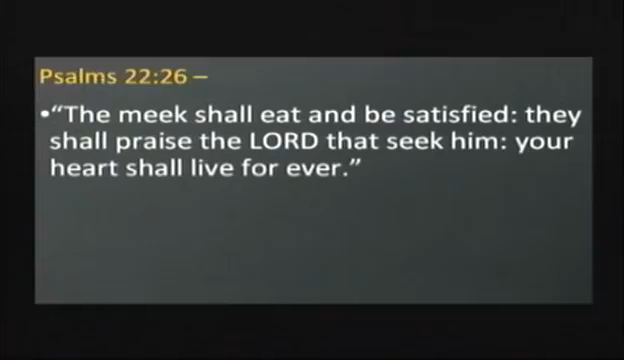 Psalms 22:26 –
•“The meek shall eat and be satisfied: they
shall praise the LORD that seek him: your
heart shall live for ever.”